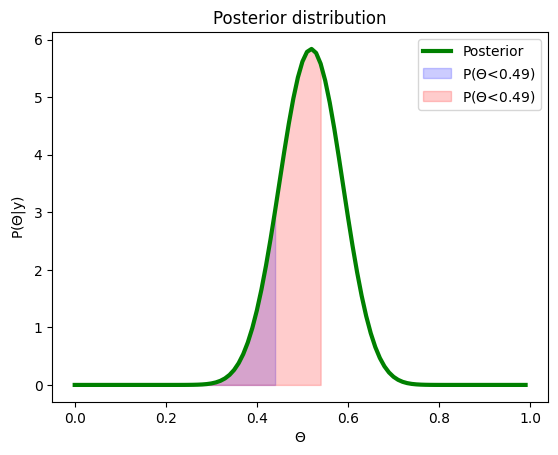 Posterior distribution
Posterior
P(Θ<0.49)
P(Θ<0.49)
P(Θ|y)
6
5
4
3
2
1
0
0.0 0.2 0.4 0.6 0.8 1.0
Θ